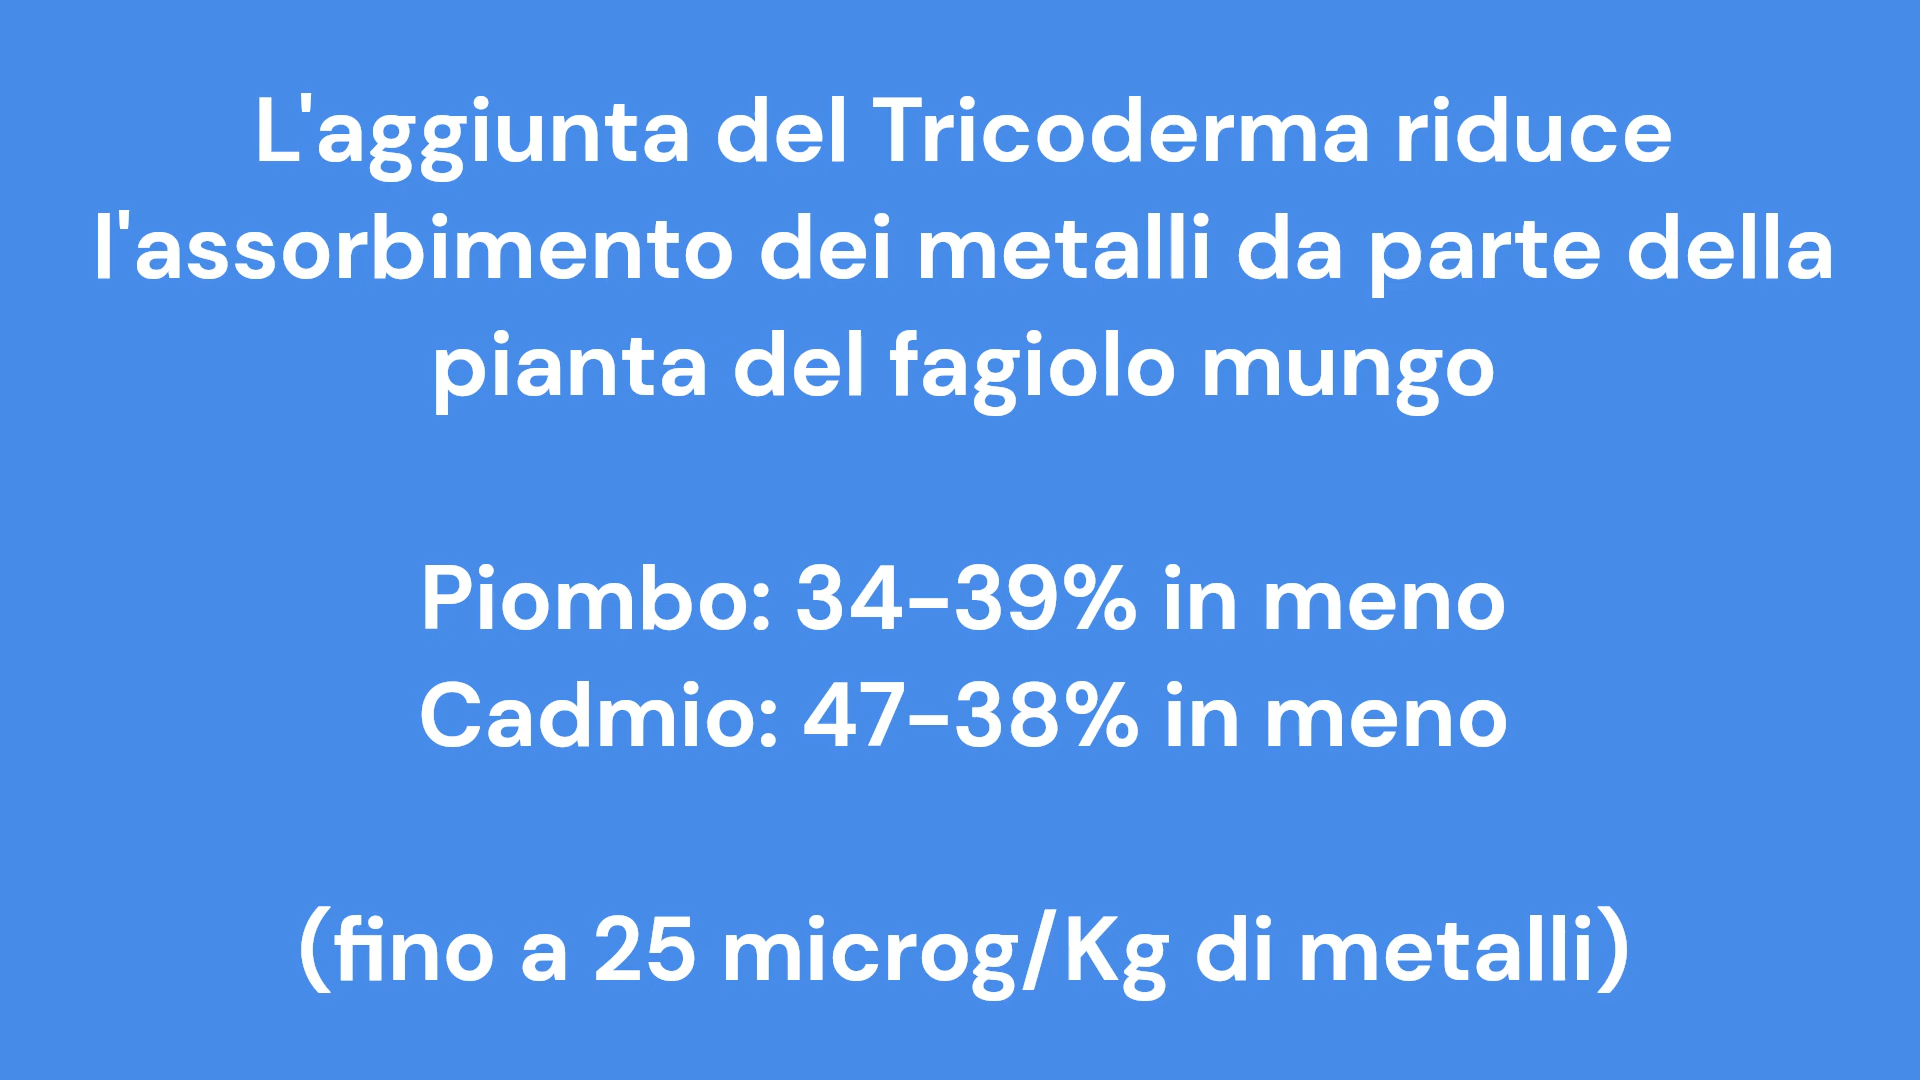 L'aggiunta del Tricoderma riduce
l'assorbimento dei metalli da parte della
pianta del fagiolo mungo
Piombo: 34-39% in meno
Cadmio: 47-38% in meno
(fino a 25 microg/Kg di metalli)